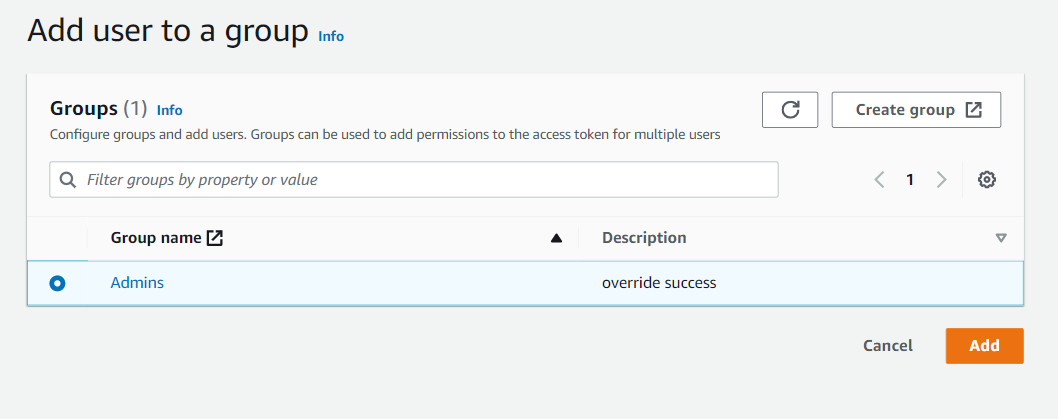 Add user to a group Info
Groups (1) Info
Create group
Configure groups and add users. Groups can be used to add permissions to the access token for multiple users
Filter groups by property or value
1
Group name Description
Admins override success
Cancel Add